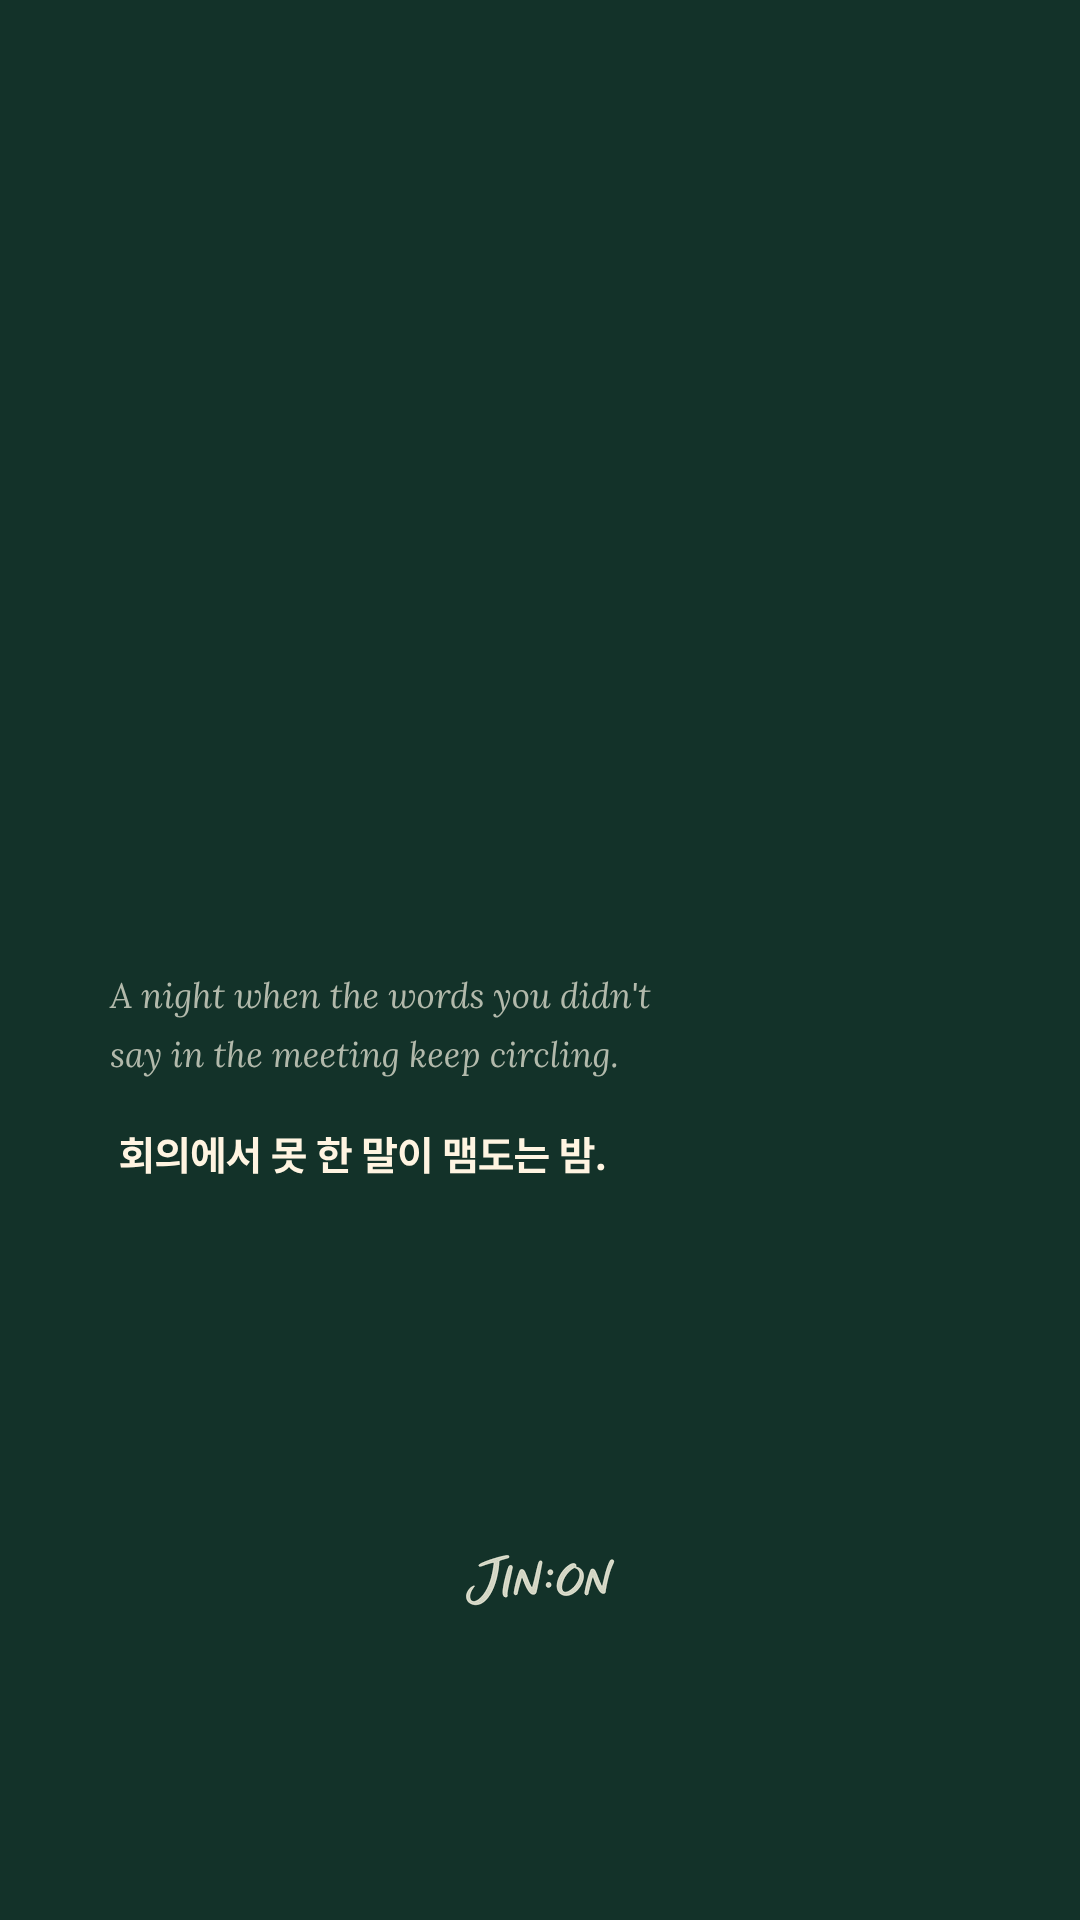 A night when the words you didn't
say in the meeting keep circling.
회의에서 못 한 말이 맴도는 밤.
JIN:ON